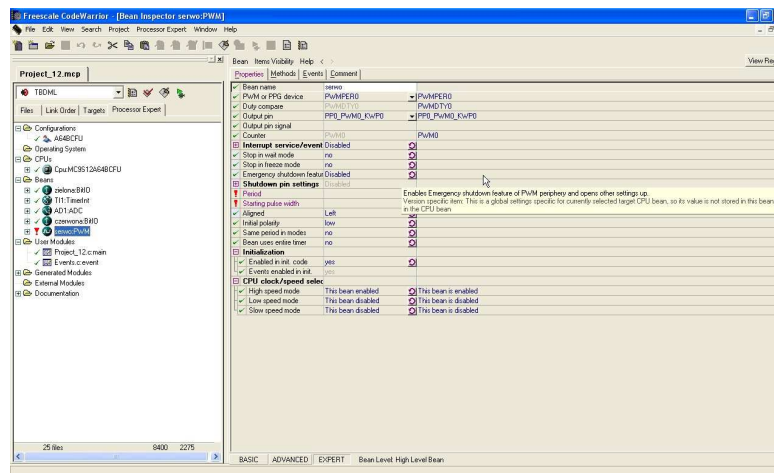 Freescale CodeWarrior - [Bean Inspector serwo:PWM]
File Edit View Search Project Processor Expert Window Help
Bean Items Visibility Help < >
View Reg
Project_12.mcp
Properties Methods Events Comment
TBDML
Files Link Order Targets Processor Expert
Configurations
A64BCFU
Operating System
CPUs
Cpu:MC9S12A64BCFU
Beans
zielona:BitIO
TI1:TimerInt
AD1:ADC
czerwona:BitIO
serwo:PWM
User Modules
Project_12.c:main
Events.c:event
Generated Modules
External Modules
Documentation
25 files 8400 2275
Bean name serwo
PWM or PPG device PWMPER0 PWMPER0
Duty compare PWMDTY0 PWMDTY0
Output pin PP0_PWM0_KWP0 PP0_PWM0_KWP0
Output pin signal
Counter PWM0 PWM0
Interrupt service/event Disabled
Stop in wait mode no
Stop in freeze mode no
Emergency shutdown featu Disabled
Shutdown pin settings Disabled
Period
Starting pulse width
Enables Emergency shutdown feature of PWM periphery and opens other settings up.
Version specific item: This is a global settings specific for currently selected target CPU bean, so its value is not stored in this bean
in the CPU bean
Aligned Left
Initial polarity low
Same period in modes no
Bean uses entire timer no
Initialization
Enabled in init. code yes
Events enabled in init. yes
CPU clock/speed selec
High speed mode This bean enabled This bean is enabled
Low speed mode This bean disabled This bean is disabled
Slow speed mode This bean disabled This bean is disabled
BASIC ADVANCED EXPERT Bean Level: High Level Bean